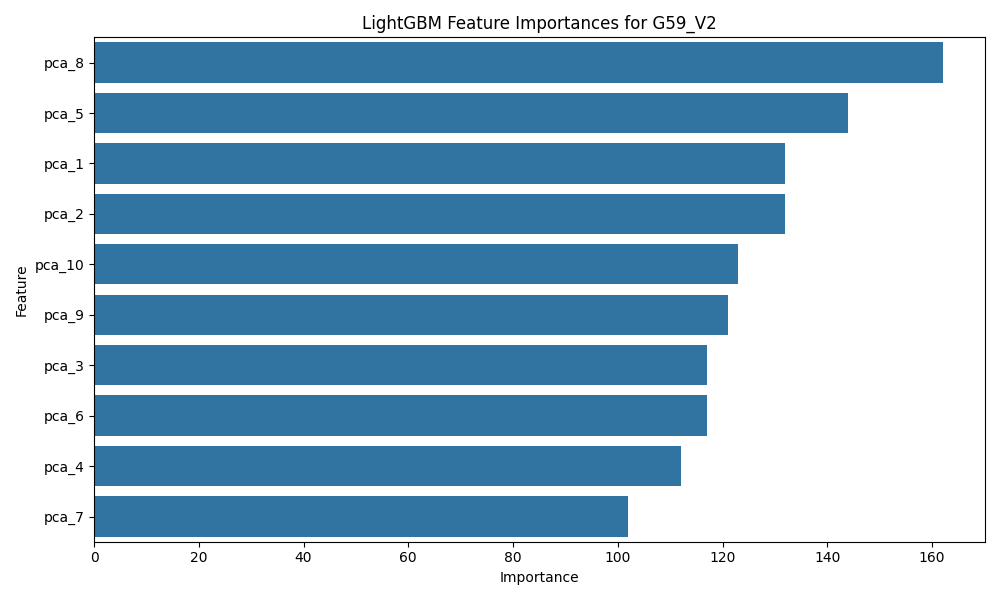 LightGBM Feature Importances for G59_V2
Feature
pca_8
pca_5
pca_1
pca_2
pca_10
pca_9
pca_3
pca_6
pca_4
pca_7
0 20 40 60 80 100 120 140 160
Importance